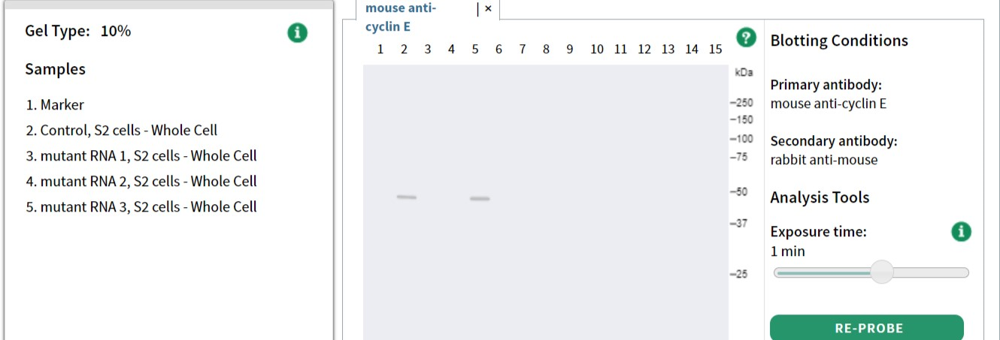 Gel Type: 10%
Samples
1. Marker
2. Control, S2 cells - Whole Cell
3. mutant RNA 1, S2 cells - Whole Cell
4. mutant RNA 2, S2 cells - Whole Cell
5. mutant RNA 3, S2 cells - Whole Cell
mouse anti-
cyclin E
| ×
1 2 3 4 5 6 7 8 9 10 11 12 13 14 15
?
kDa
–250
–150
–100
–75
–50
–37
–25
Blotting Conditions
Primary antibody:
mouse anti-cyclin E
Secondary antibody:
rabbit anti-mouse
Analysis Tools
Exposure time:
1 min
RE-PROBE